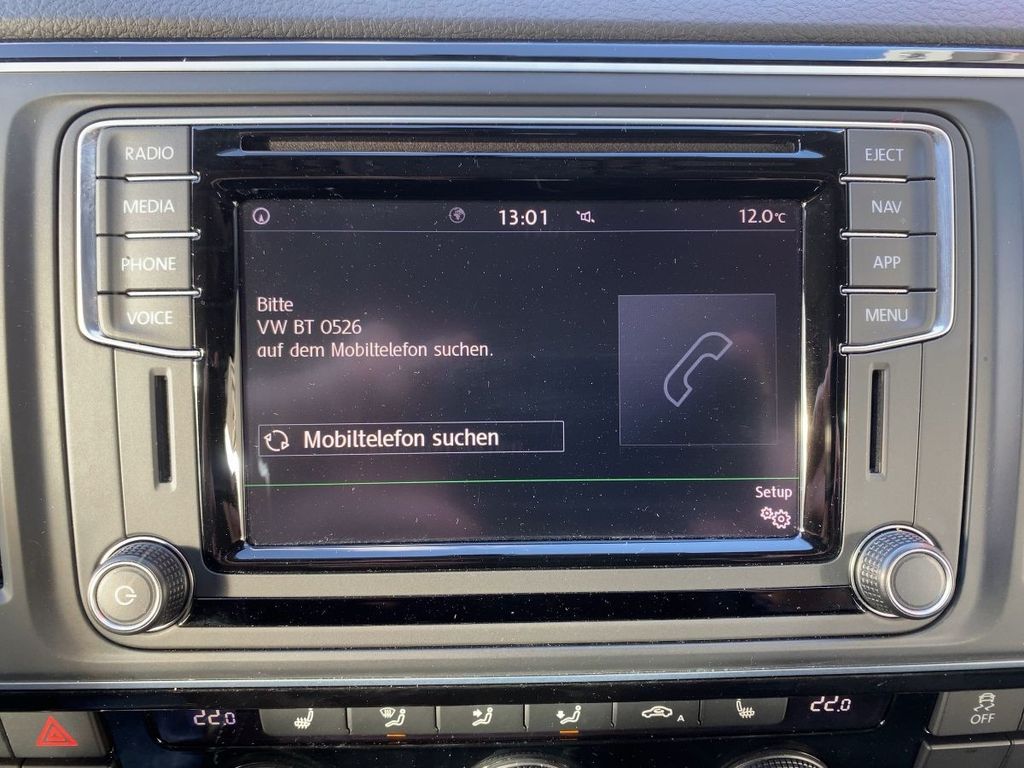 RADIO
MEDIA
PHONE
VOICE
13:01
12.0°C
Bitte
VW BT 0526
auf dem Mobiltelefon suchen.
Mobiltelefon suchen
Setup
EJECT
NAV
APP
MENU
22.0
A
22.0
OFF